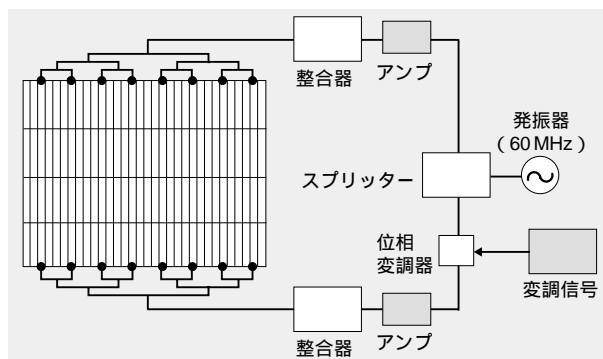 整合器
アンプ
発振器
(60 MHz)
スプリッター
位相
変調器
変調信号
整合器
アンプ